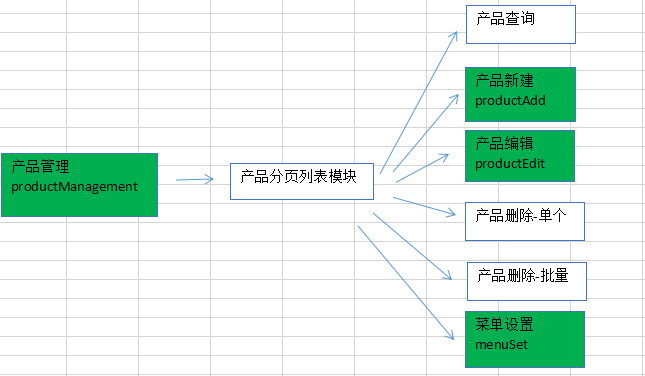 产品查询
产品新建
productAdd
产品编辑
productEdit
产品管理
productManagement
产品分页列表模块
产品删除-单个
产品删除-批量
菜单设置
menuSet